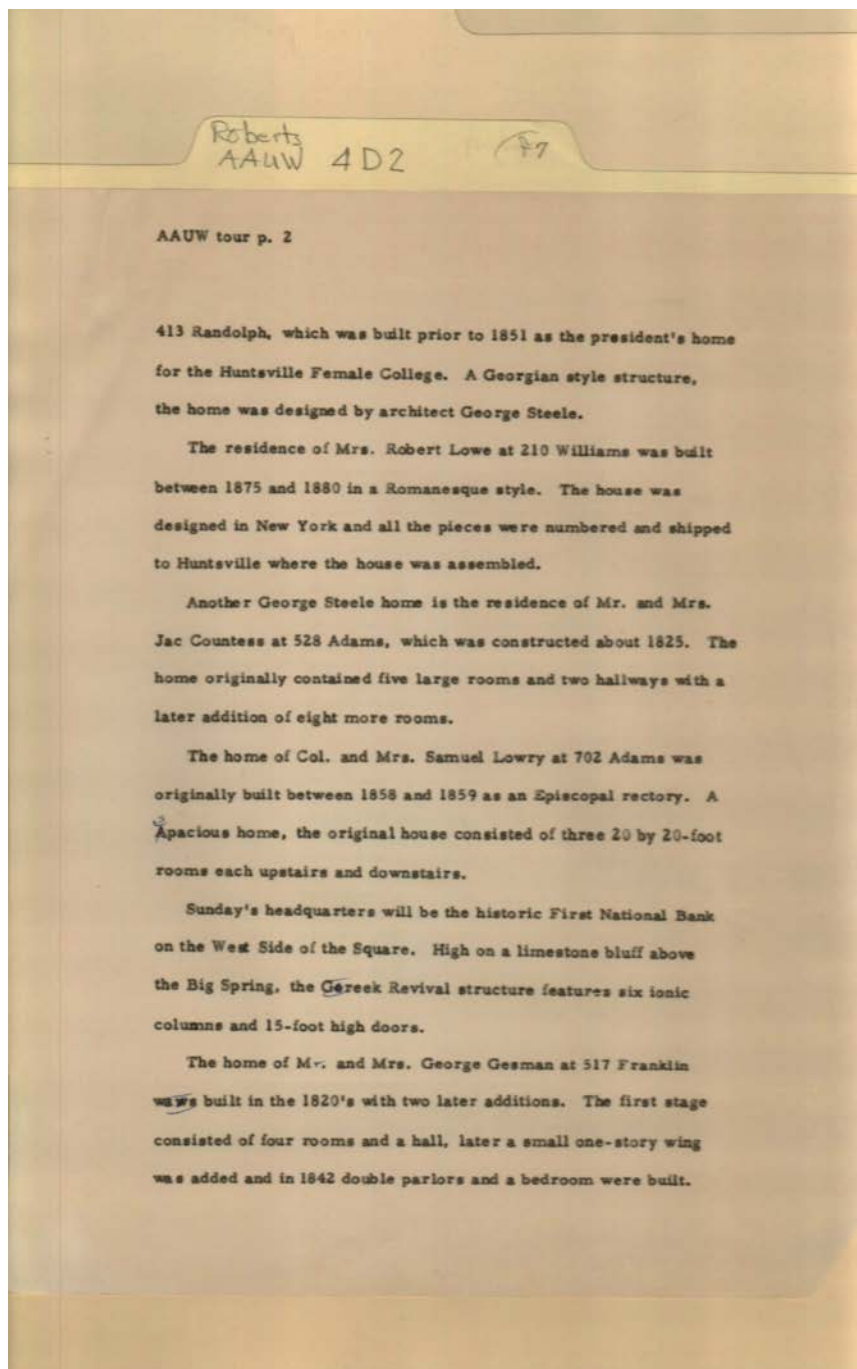 Roberts
AAUW 4D2
AAUW tour p. 2
413 Randolph, which was built prior to 1851 as the president's home
for the Huntsville Female College. A Georgian style structure,
the home was designed by architect George Steele.
The residence of Mrs. Robert Lowe at 210 Williams was built
between 1875 and 1880 in a Romanesque style. The house was
designed in New York and all the pieces were numbered and shipped
to Huntsville where the house was assembled.
Another George Steele home is the residence of Mr. and Mrs.
Jac Countess at 528 Adams, which was constructed about 1825. The
home originally contained five large rooms and two hallways with a
later addition of eight more rooms.
The home of Col. and Mrs. Samuel Lowry at 702 Adams was
originally built between 1858 and 1859 as an Episcopal rectory. A
Apacious home, the original house consisted of three 20 by 20-foot
rooms each upstairs and downstairs.
Sunday's headquarters will be the historic First National Bank
on the West Side of the Square. High on a limestone bluff above
the Big Spring, the Gereek Revival structure features six ionic
columns and 15-foot high doors.
The home of Mr. and Mrs. George Gesman at 517 Franklin
waws built in the 1820's with two later additions. The first stage
consisted of four rooms and a hall, later a small one-story wing
was added and in 1842 double parlors and a bedroom were built.